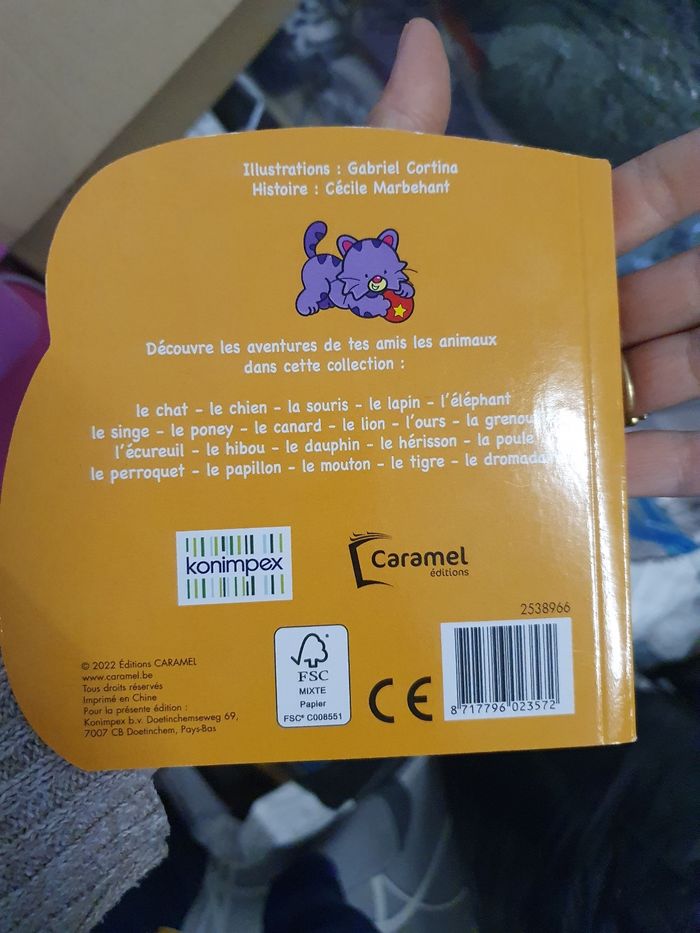 Illustrations : Gabriel Cortina
Histoire : Cécile Marbehant
Découvre les aventures de tes amis les animaux
dans cette collection :
le chat - le chien - la souris - le lapin - l'éléphant
le singe - le poney - le canard - le lion - l'ours - la
l'écureuil - le hibou - le dauphin - le hérisson - la poule
le perroquet - le papillon - le mouton - le tigre - le
konimpex
Caramel
éditions
2538966
© 2022 Éditions CARAMEL
www.caramel.be
Tous droits réservés
Imprimé en Chine
Pour la présente édition :
Konimpex b.v. Doetinchemseweg 69,
7007 CB Doetinchem, Pays-Bas
FSC
MIXTE
Papier
FSC® C008551
CE
8 717796 023572